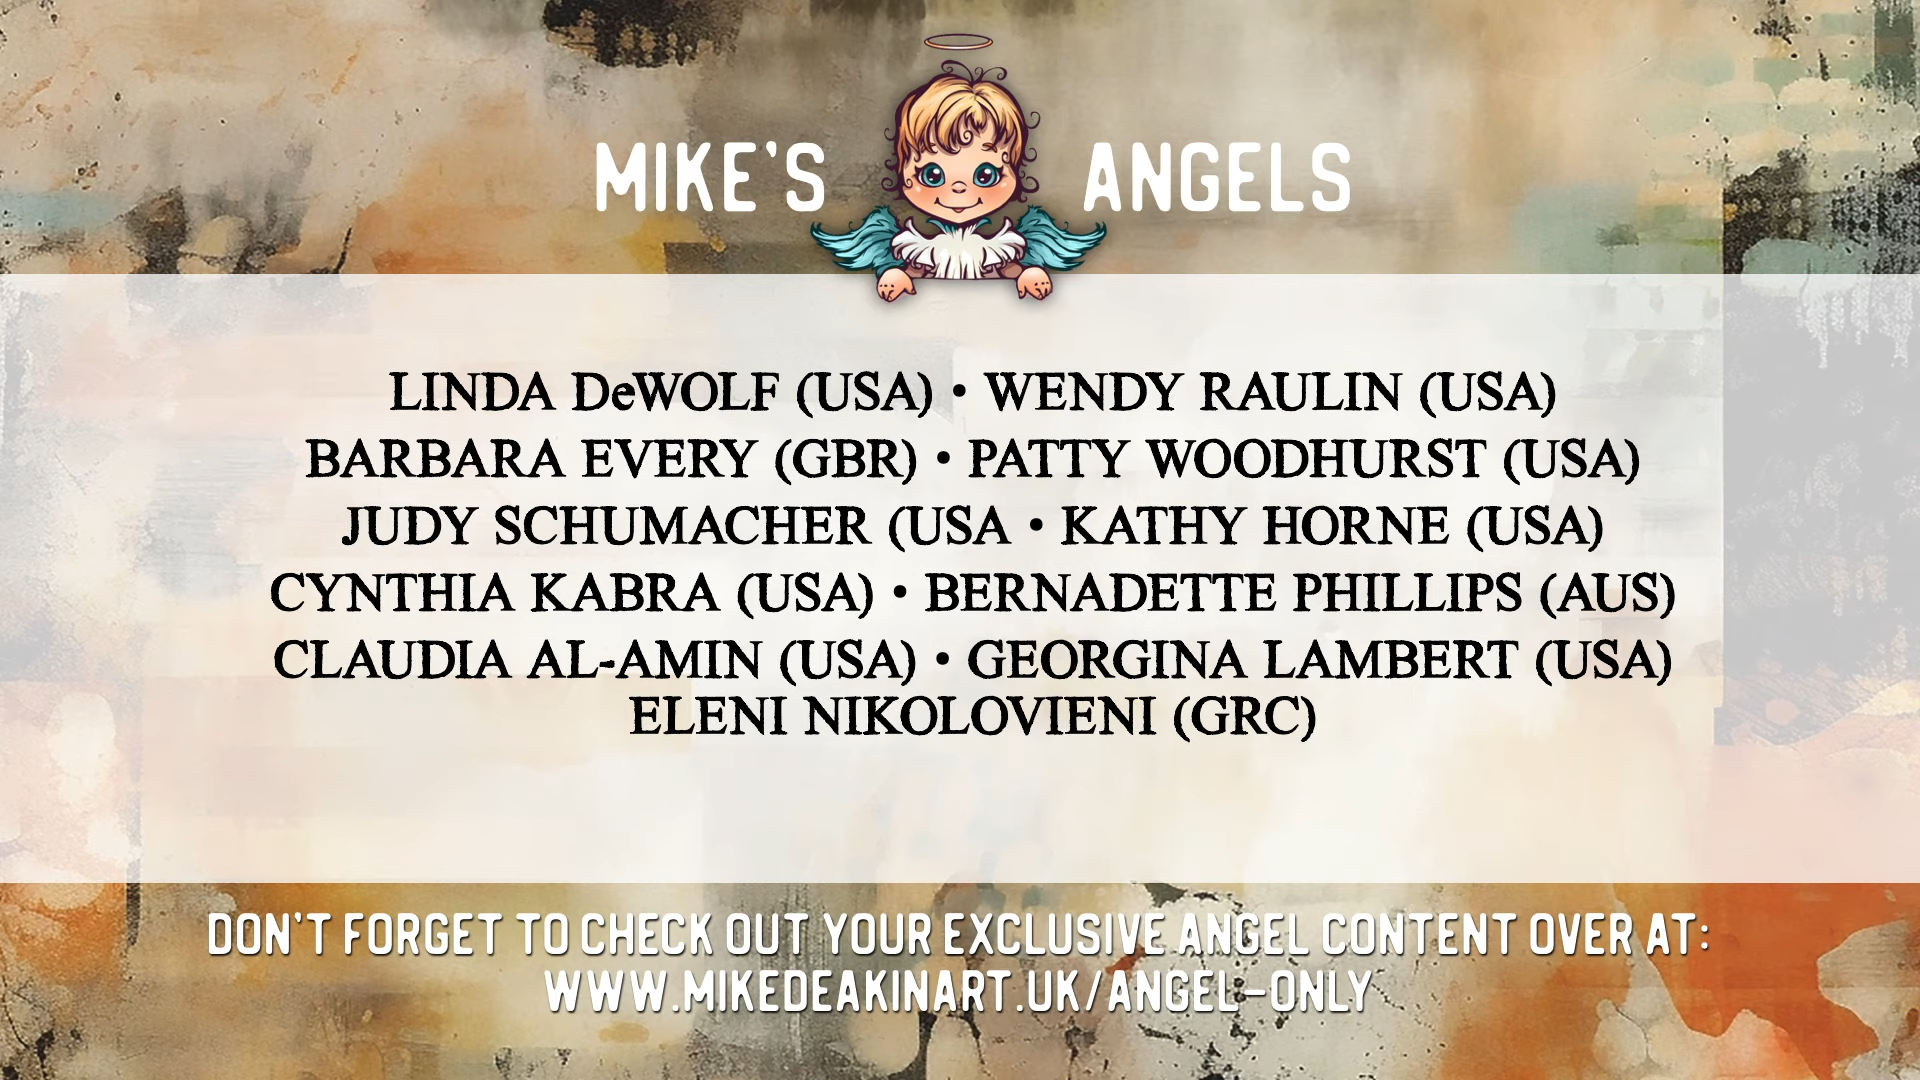 MIKE'S ANGELS
LINDA DeWOLF (USA) • WENDY RAULIN (USA)
BARBARA EVERY (GBR) • PATTY WOODHURST (USA)
JUDY SCHUMACHER (USA • KATHY HORNE (USA)
CYNTHIA KABRA (USA) • BERNADETTE PHILLIPS (AUS)
CLAUDIA AL-AMIN (USA) • GEORGINA LAMBERT (USA)
ELENI NIKOLOVIENI (GRC)
DON'T FORGET TO CHECK OUT YOUR EXCLUSIVE ANGEL CONTENT OVER AT:
WWW.MIKEDEAKINART.UK/ANGEL-ONLY